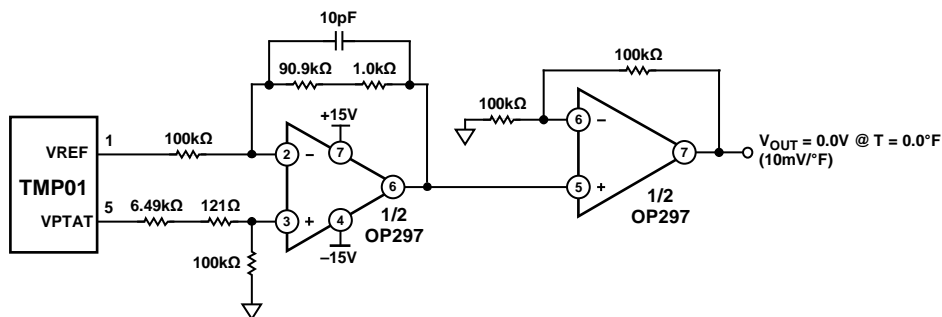 10pF
90.9kΩ
1.0kΩ
100kΩ
100kΩ
+15V
VREF
1
100kΩ
2
–
7
6
–
7
VOUT = 0.0V @ T = 0.0°F
(10mV/°F)
TMP01
6
5
+
VPTAT
5
6.49kΩ
121Ω
3
+
4
1/2
OP297
1/2
OP297
–15V
100kΩ